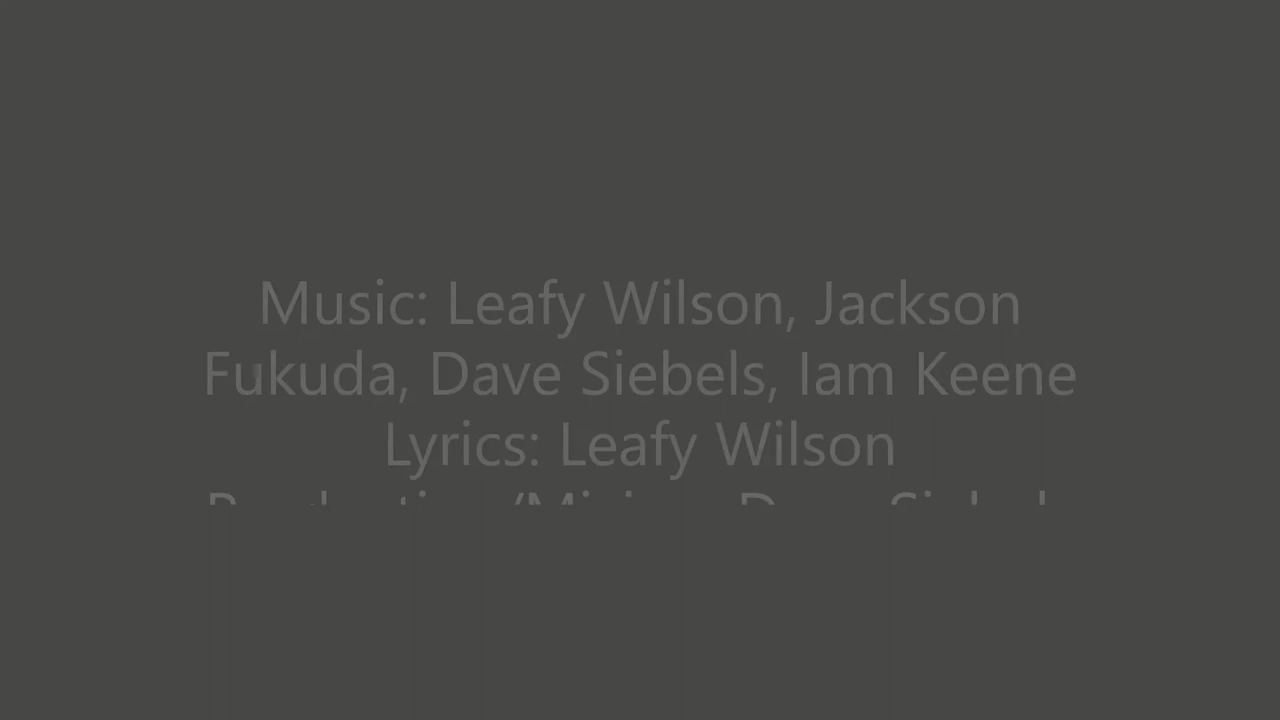 Music: Leafy Wilson, Jackson
Fukuda, Dave Siebels, Iam Keene
Lyrics: Leafy Wilson